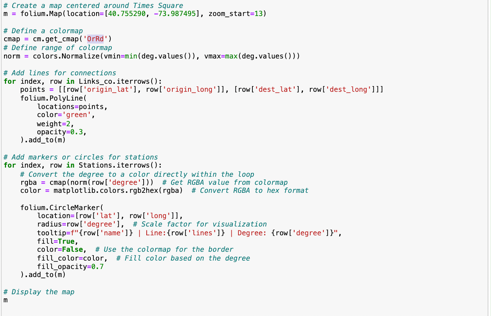 # Create a map centered around Times Square
m = folium.Map(location=[40.755290, -73.987495], zoom_start=13)
# Define a colormap
cmap = cm.get_cmap('OrRd')
# Define range of colormap
norm = colors.Normalize(vmin=min(deg.values()), vmax=max(deg.values()))
# Add lines for connections
for index, row in Links_co.iterrows():
    points = [[row['origin_lat'], row['origin_long']], [row['dest_lat'], row['dest_long']]]
    folium.PolyLine(
        locations=points,
        color='green',
        weight=2,
        opacity=0.3,
    ).add_to(m)
# Add markers or circles for stations
for index, row in Stations.iterrows():
    # Convert the degree to a color directly within the loop
    rgba = cmap(norm(row['degree']))  # Get RGBA value from colormap
    color = matplotlib.colors.rgb2hex(rgba)  # Convert RGBA to hex format
    folium.CircleMarker(
        location=[row['lat'], row['long']],
        radius=row['degree'],  # Scale factor for visualization
        tooltip=f"{row['name']} | Line:{row['lines']} | Degree: {row['degree']}",
        fill=True,
        color=False,  # Use the colormap for the border
        fill_color=color,  # Fill color based on the degree
        fill_opacity=0.7
    ).add_to(m)
# Display the map
m